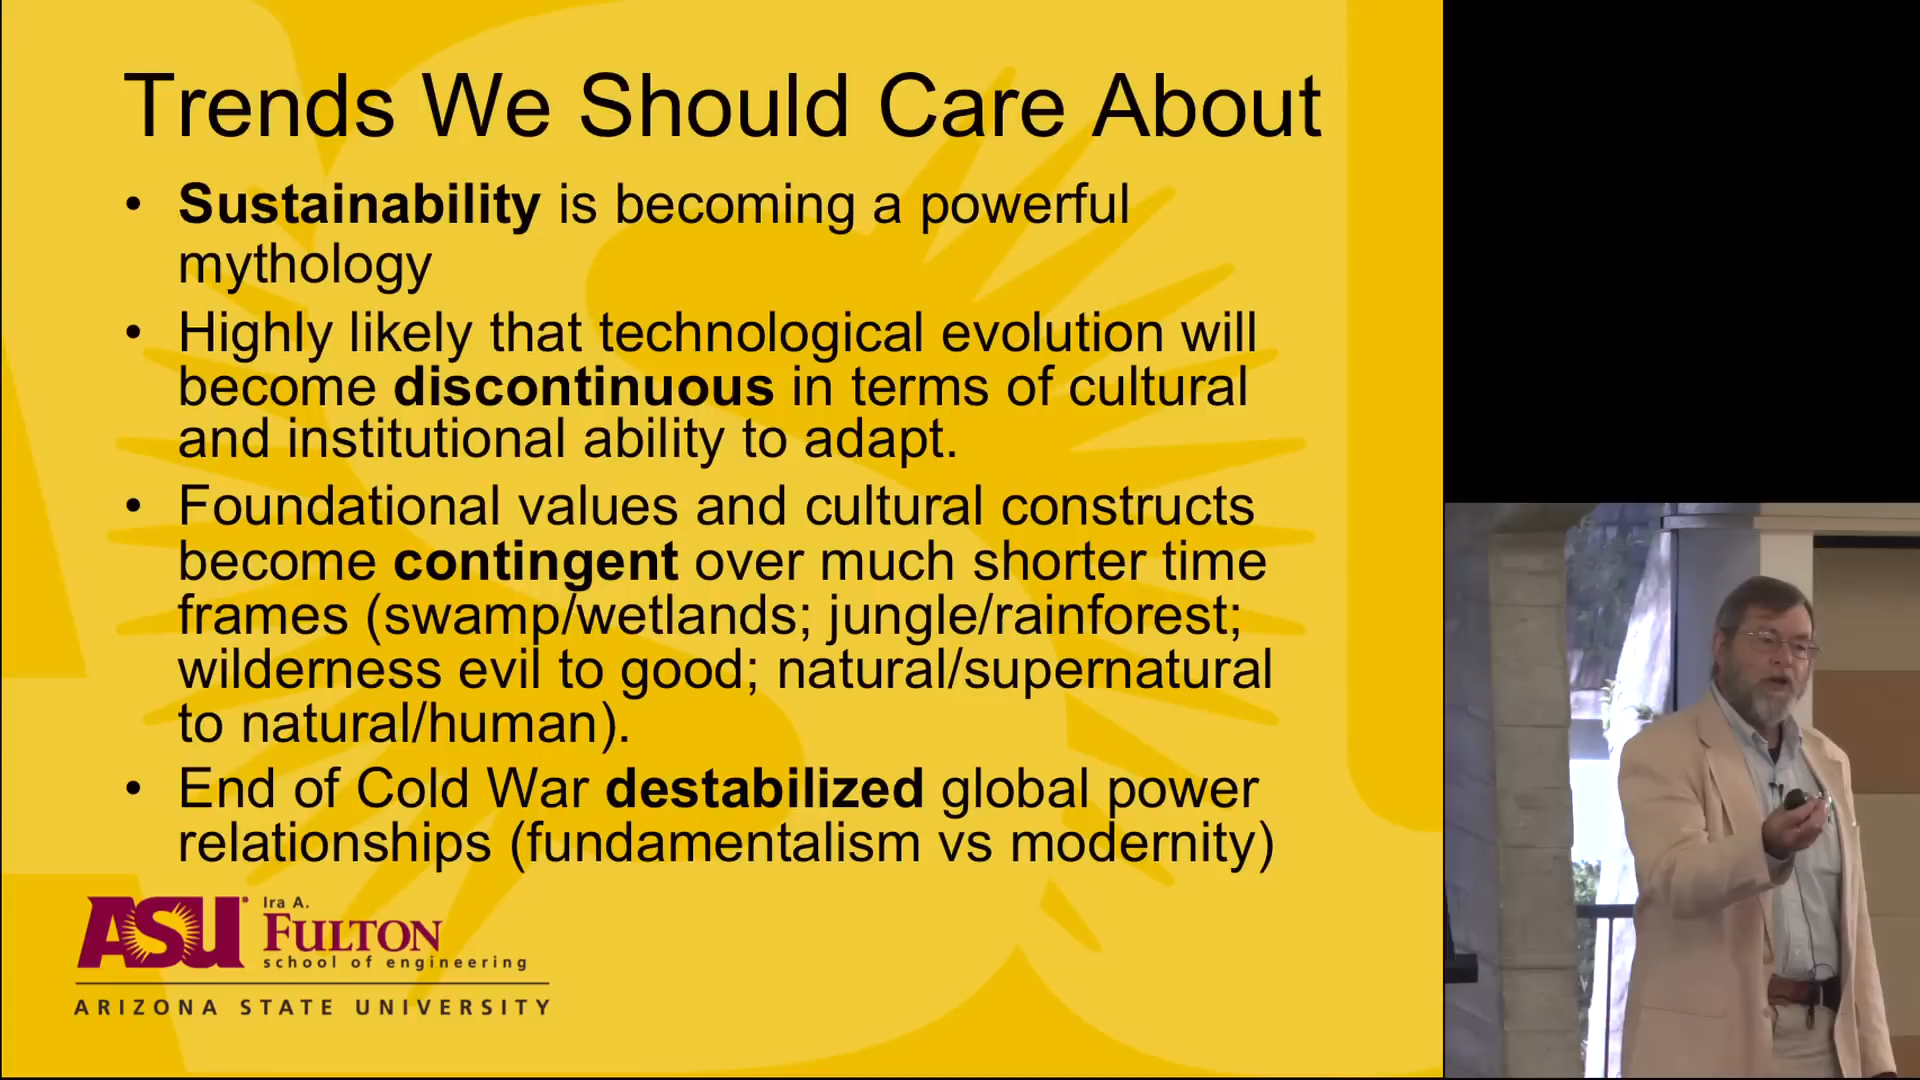 Trends We Should Care About
• Sustainability is becoming a powerful
mythology
• Highly likely that technological evolution will
become discontinuous in terms of cultural
and institutional ability to adapt.
• Foundational values and cultural constructs
become contingent over much shorter time
frames (swamp/wetlands; jungle/rainforest;
wilderness evil to good; natural/supernatural
to natural/human).
• End of Cold War destabilized global power
relationships (fundamentalism vs modernity)
ASU
Ira A.
FULTON
school of engineering
ARIZONA STATE UNIVERSITY